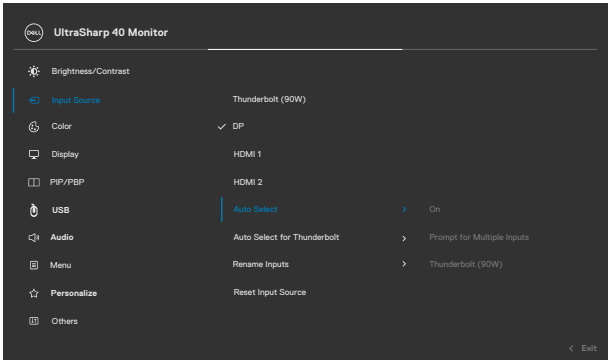 DELL UltraSharp 40 Monitor
Brightness/Contrast
Input Source Thunderbolt (90W)
Color DP
Display HDMI 1
PIP/PBP HDMI 2
USB Auto Select On
Audio Auto Select for Thunderbolt Prompt for Multiple Inputs
Menu Rename Inputs Thunderbolt (90W)
Personalize Reset Input Source
Others
Exit